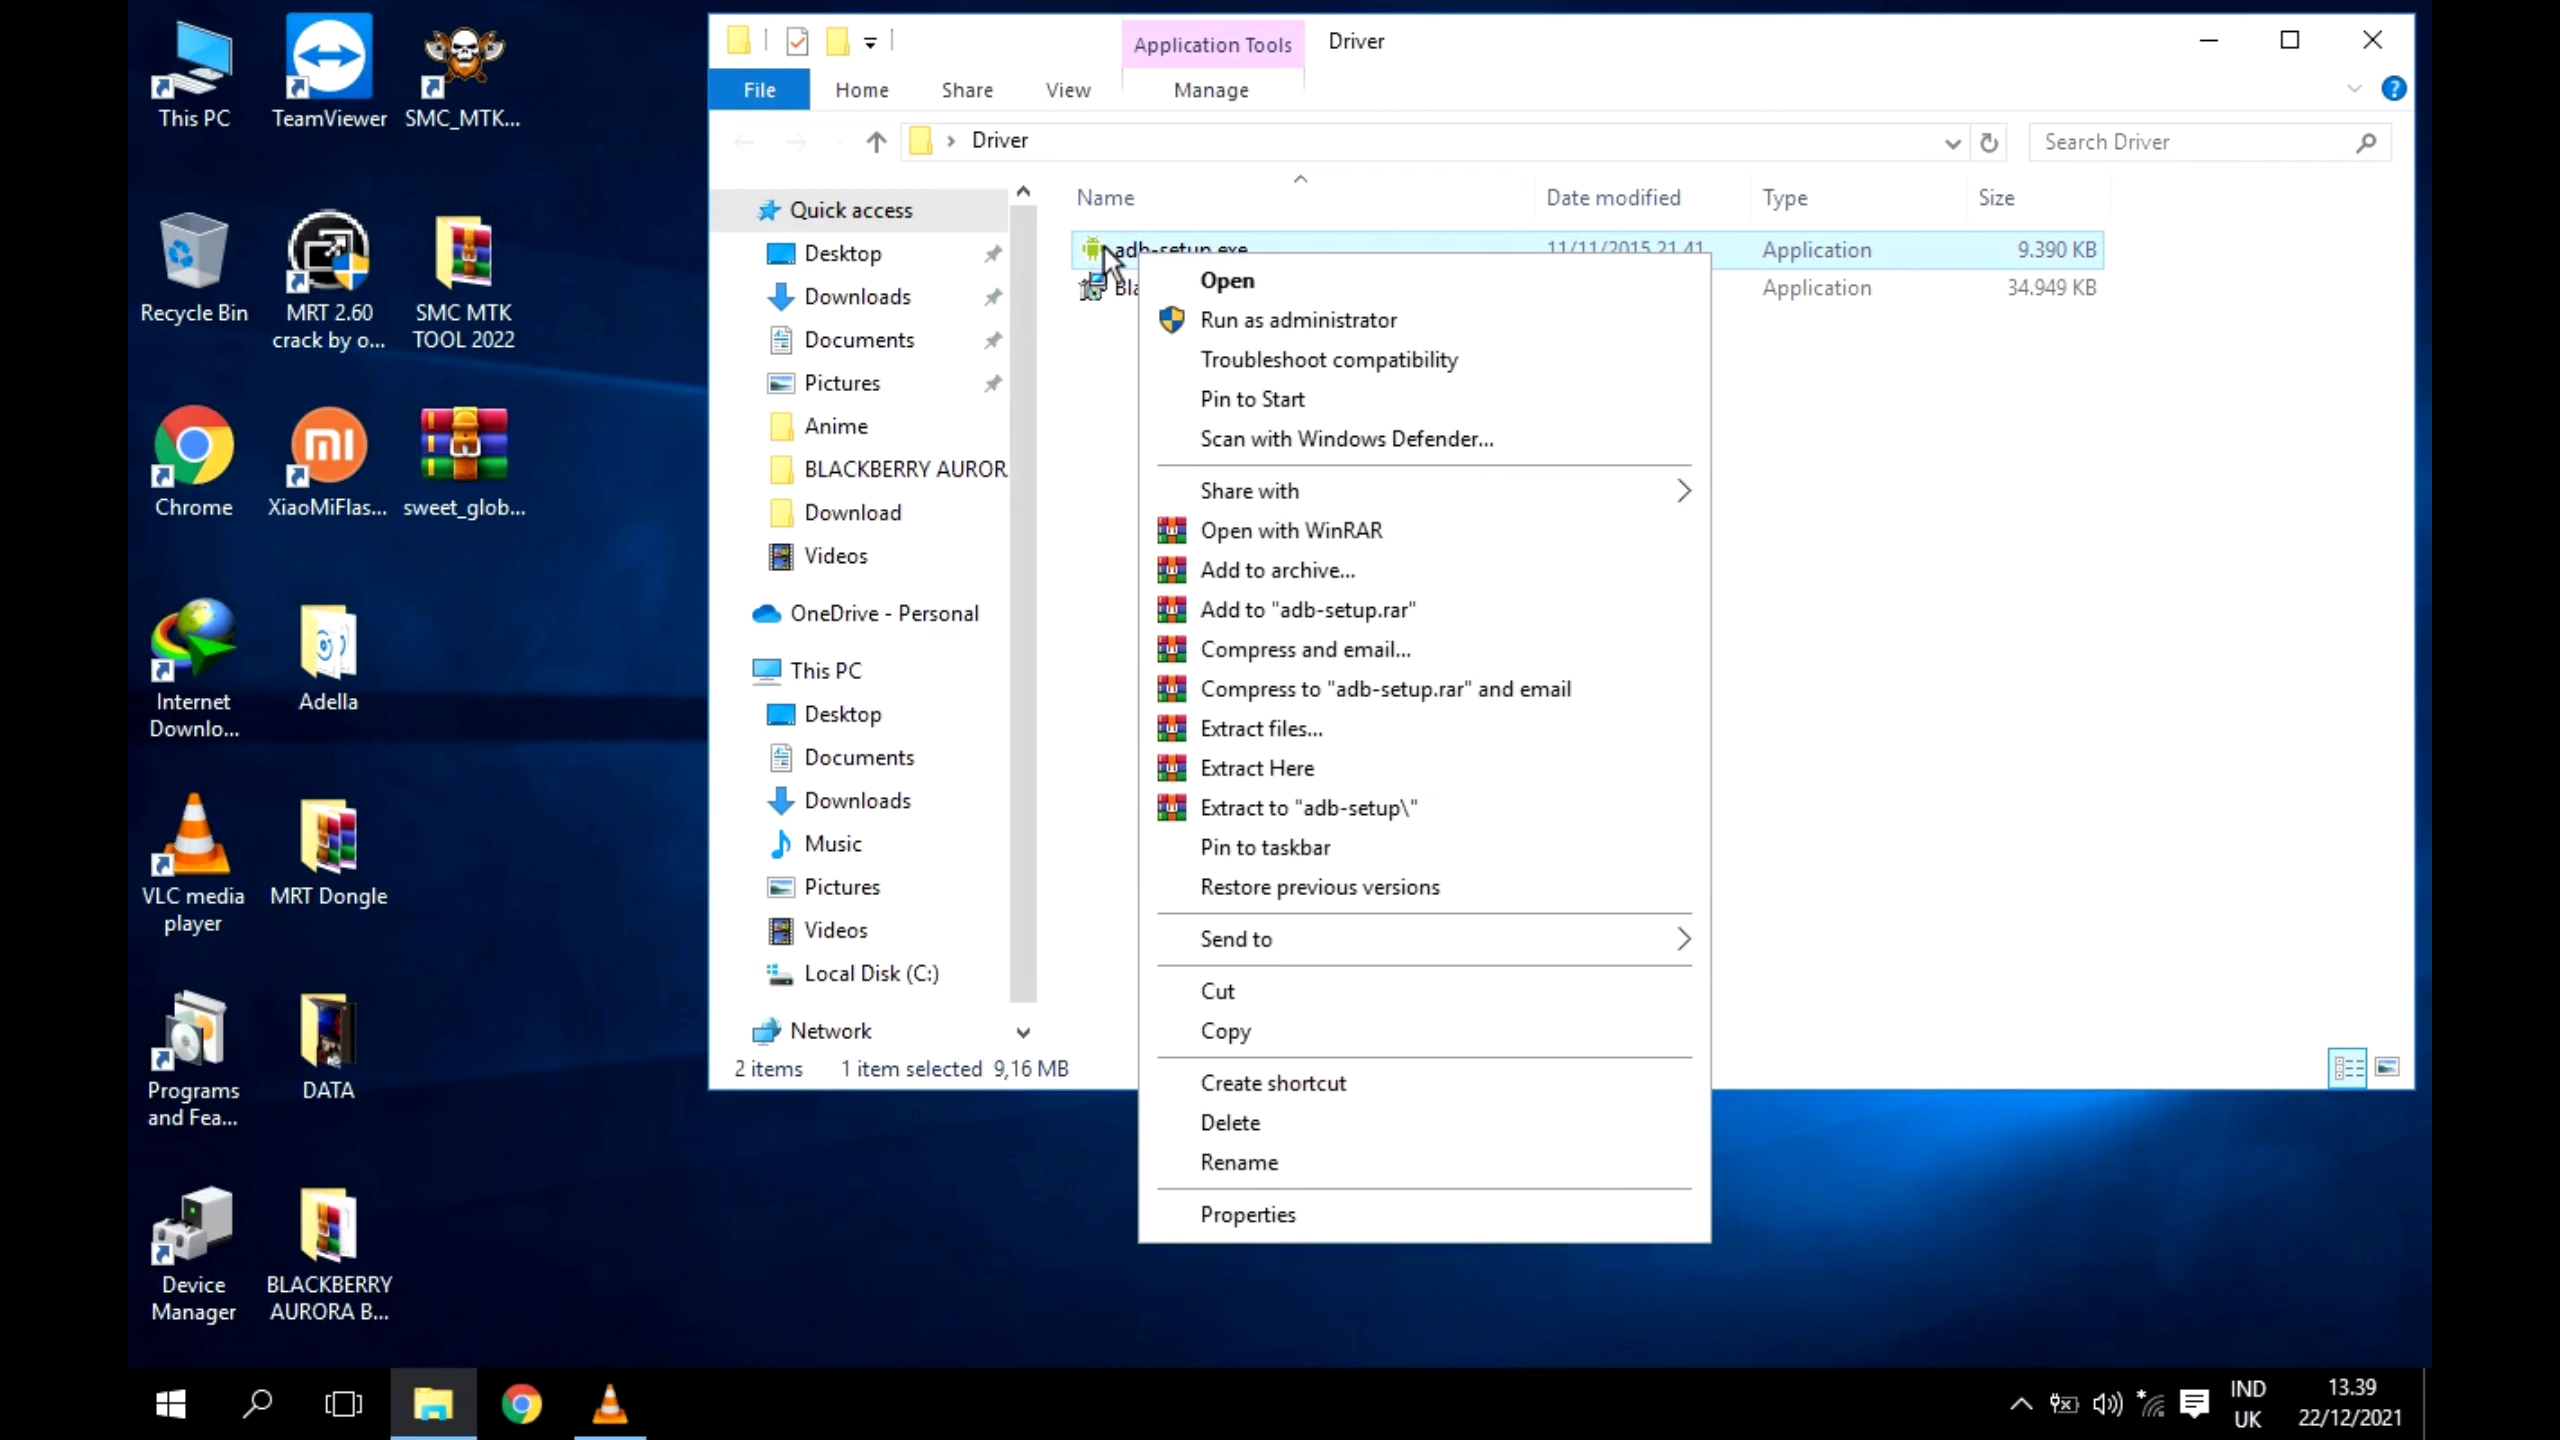 This PC
TeamViewer
SMC_MTK...
Recycle Bin
MRT 2.60
crack by o...
SMC MTK
TOOL 2022
Chrome
XiaoMiFlas...
sweet_glob...
Internet
Downlo...
Adella
VLC media
player
MRT Dongle
Programs
and Fea...
DATA
Device
Manager
BLACKBERRY
AURORA B...
Application Tools
Driver
File
Home
Share
View
Manage
Driver
Search Driver
Quick access
Desktop
Downloads
Documents
Pictures
Anime
BLACKBERRY AUROR
Download
Videos
OneDrive - Personal
This PC
Desktop
Documents
Downloads
Music
Pictures
Videos
Local Disk (C:)
Network
Name
Date modified
Type
Size
adb-setup.exe
11/11/2015 21.41
Application
9.390 KB
Bla
Application
34.949 KB
Open
Run as administrator
Troubleshoot compatibility
Pin to Start
Scan with Windows Defender...
Share with
Open with WinRAR
Add to archive...
Add to "adb-setup.rar"
Compress and email...
Compress to "adb-setup.rar" and email
Extract files...
Extract Here
Extract to "adb-setup\"
Pin to taskbar
Restore previous versions
Send to
Cut
Copy
Create shortcut
Delete
Rename
Properties
2 items
1 item selected 9,16 MB
IND
UK
13.39
22/12/2021